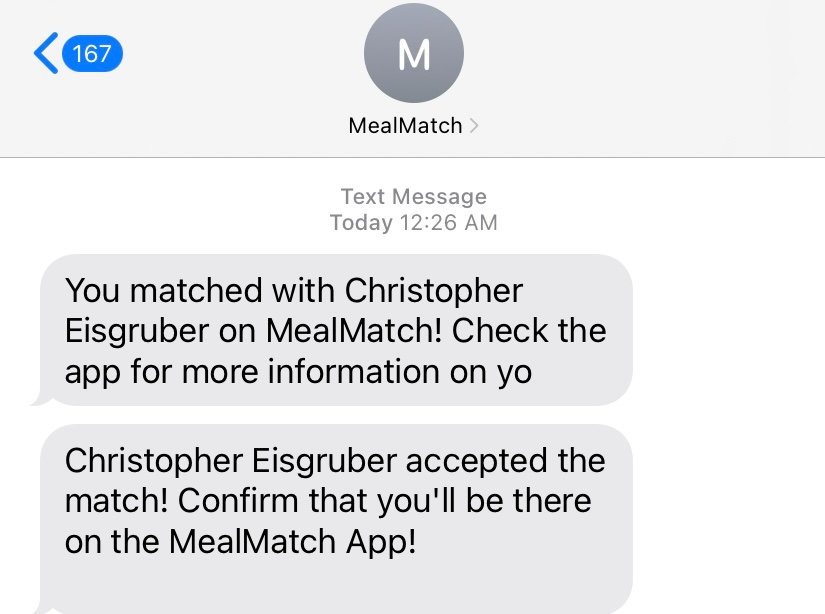 167
M
MealMatch
Text Message
Today 12:26 AM
You matched with Christopher
Eisgruber on MealMatch! Check the
app for more information on yo
Christopher Eisgruber accepted the
match! Confirm that you'll be there
on the MealMatch App!